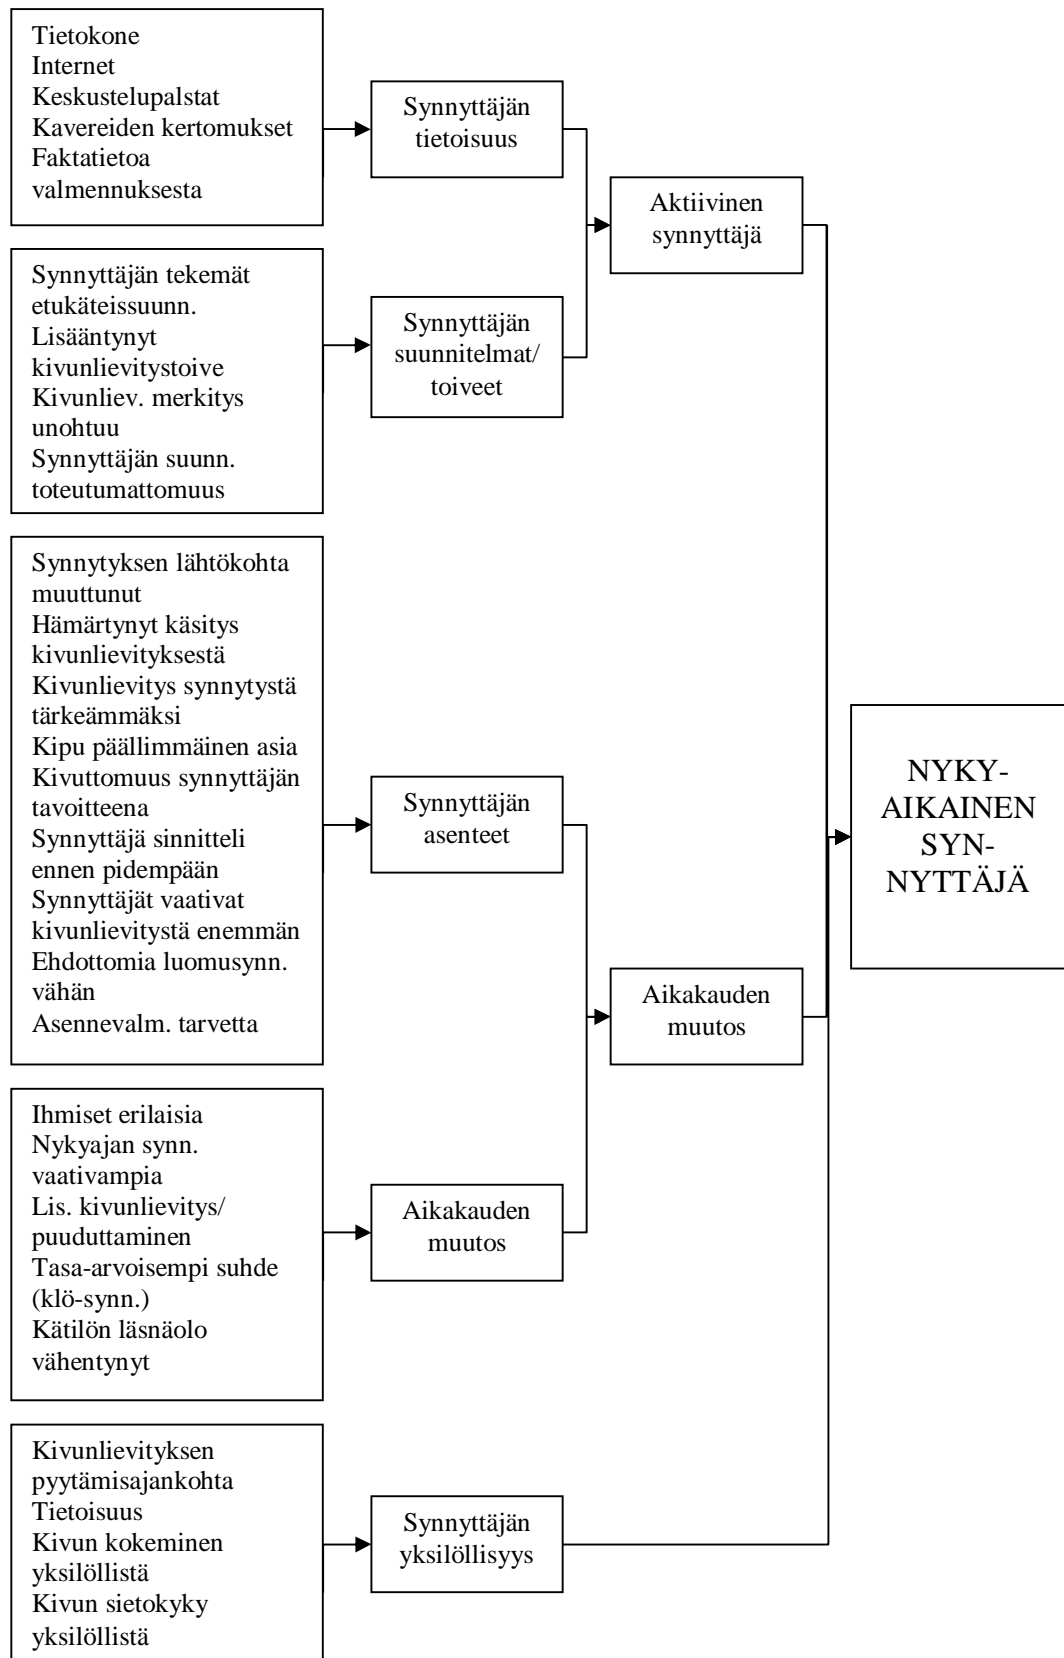 Tietokone
Internet
Keskustelupalstat
Kavereiden kertomukset
Faktatietoa
valmennuksesta
Synnyttäjän
tietoisuus
Aktiivinen
synnyttäjä
Synnyttäjän tekemät
etukäteissuunn.
Lisääntynyt
kivunlievitystoive
Kivunliev. merkitys
unohtuu
Synnyttäjän suunn.
toteutumattomuus
Synnyttäjän
suunnitelmat/
toiveet
Synnytyksen lähtökohta
muuttunut
Hämärtynyt käsitys
kivunlievityksestä
Kivunlievitys synnytystä
tärkeämmäksi
Kipu päällimmäinen asia
Kivuttomuus synnyttäjän
tavoitteena
Synnyttäjä sinnitteli
ennen pidempään
Synnyttäjät vaativat
kivunlievitystä enemmän
Ehdottomia luomusynn.
vähän
Asennevalm. tarvetta
Synnyttäjän
asenteet
NYKY-
AIKAINEN
SYN-
NYTTÄJÄ
Aikakauden
muutos
Ihmiset erilaisia
Nykyajan synn.
vaativampia
Lis. kivunlievitys/
puuduttaminen
Tasa-arvoisempi suhde
(klö-synn.)
Kätilön läsnäolo
vähentynyt
Aikakauden
muutos
Kivunlievityksen
pyytämisajankohta
Tietoisuus
Kivun kokeminen
yksilöllistä
Kivun sietokyky
yksilöllistä
Synnyttäjän
yksilöllisyys